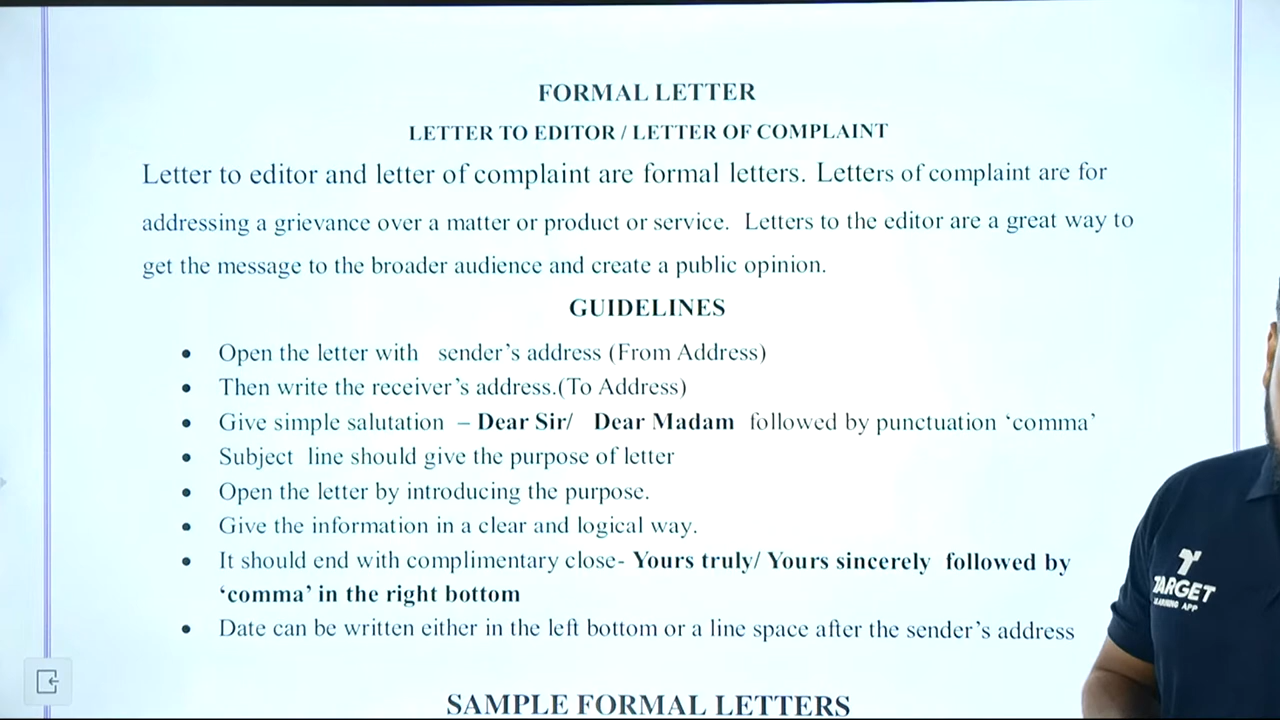 FORMAL LETTER
LETTER TO EDITOR / LETTER OF COMPLAINT
Letter to editor and letter of complaint are formal letters. Letters of complaint are for
addressing a grievance over a matter or product or service. Letters to the editor are a great way to
get the message to the broader audience and create a public opinion.
GUIDELINES
• Open the letter with sender's address (From Address)
• Then write the receiver's address.(To Address)
• Give simple salutation – Dear Sir/ Dear Madam followed by punctuation 'comma'
• Subject line should give the purpose of letter
• Open the letter by introducing the purpose.
• Give the information in a clear and logical way.
• It should end with complimentary close- Yours truly/ Yours sincerely followed by
'comma' in the right bottom
• Date can be written either in the left bottom or a line space after the sender's address
SAMPLE FORMAL LETTERS
TARGET
LEARNING APP